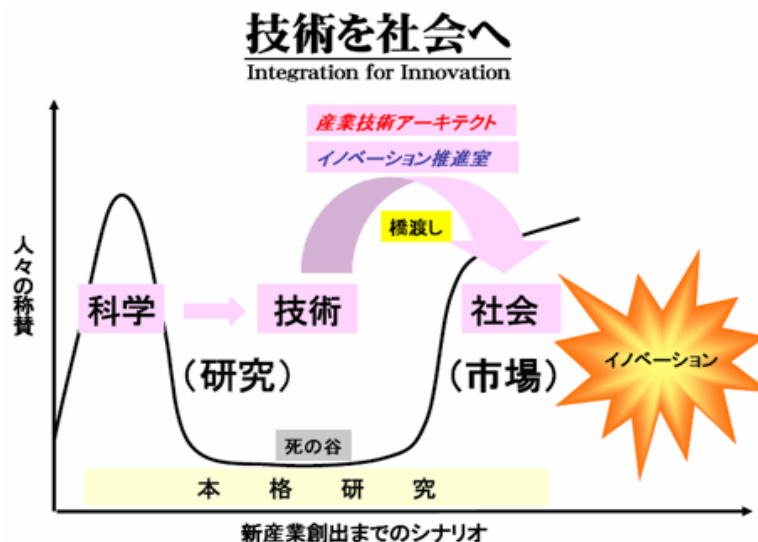 技術を社会へ
Integration for Innovation
産業技術アーキテクト
イノベーション推進室
橋渡し
人々の称賛
科学
技術
社会
（研究）
（市場）
イノベーション
死の谷
本格研究
新産業創出までのシナリオ